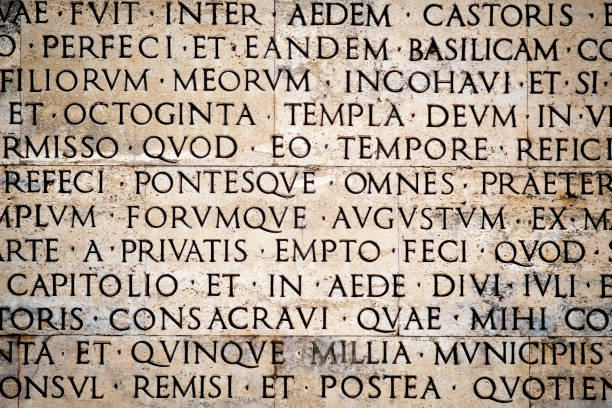 VAE · FVIT · INTER · AEDEM · CASTORIS ·
O · PERFECI · ET · EANDEM · BASILICAM · CO
FILIORVM · MEORVM · INCOHAVI · ET · SI
ET · OCTOGINTA · TEMPLA · DEVM · IN · V
RMISSO · QVOD · EO · TEMPORE · REFICI
REFECI · PONTESQVE · OMNES · PRAETER
MPLVM · FORVMQVE · AVGVSTVM · EX · MA
ARTE · A · PRIVATIS · EMPTO · FECI · QVOD · S
CAPITOLIO · ET · IN · AEDE · DIVI · IVLI · E
TORIS · CONSACRAVI · QVAE · MIHI · CO
NTA · ET · QVINQVE · MILLIA · MVNICIPIIS
ONSVL · REMISI · ET · POSTEA · QVOTIEN